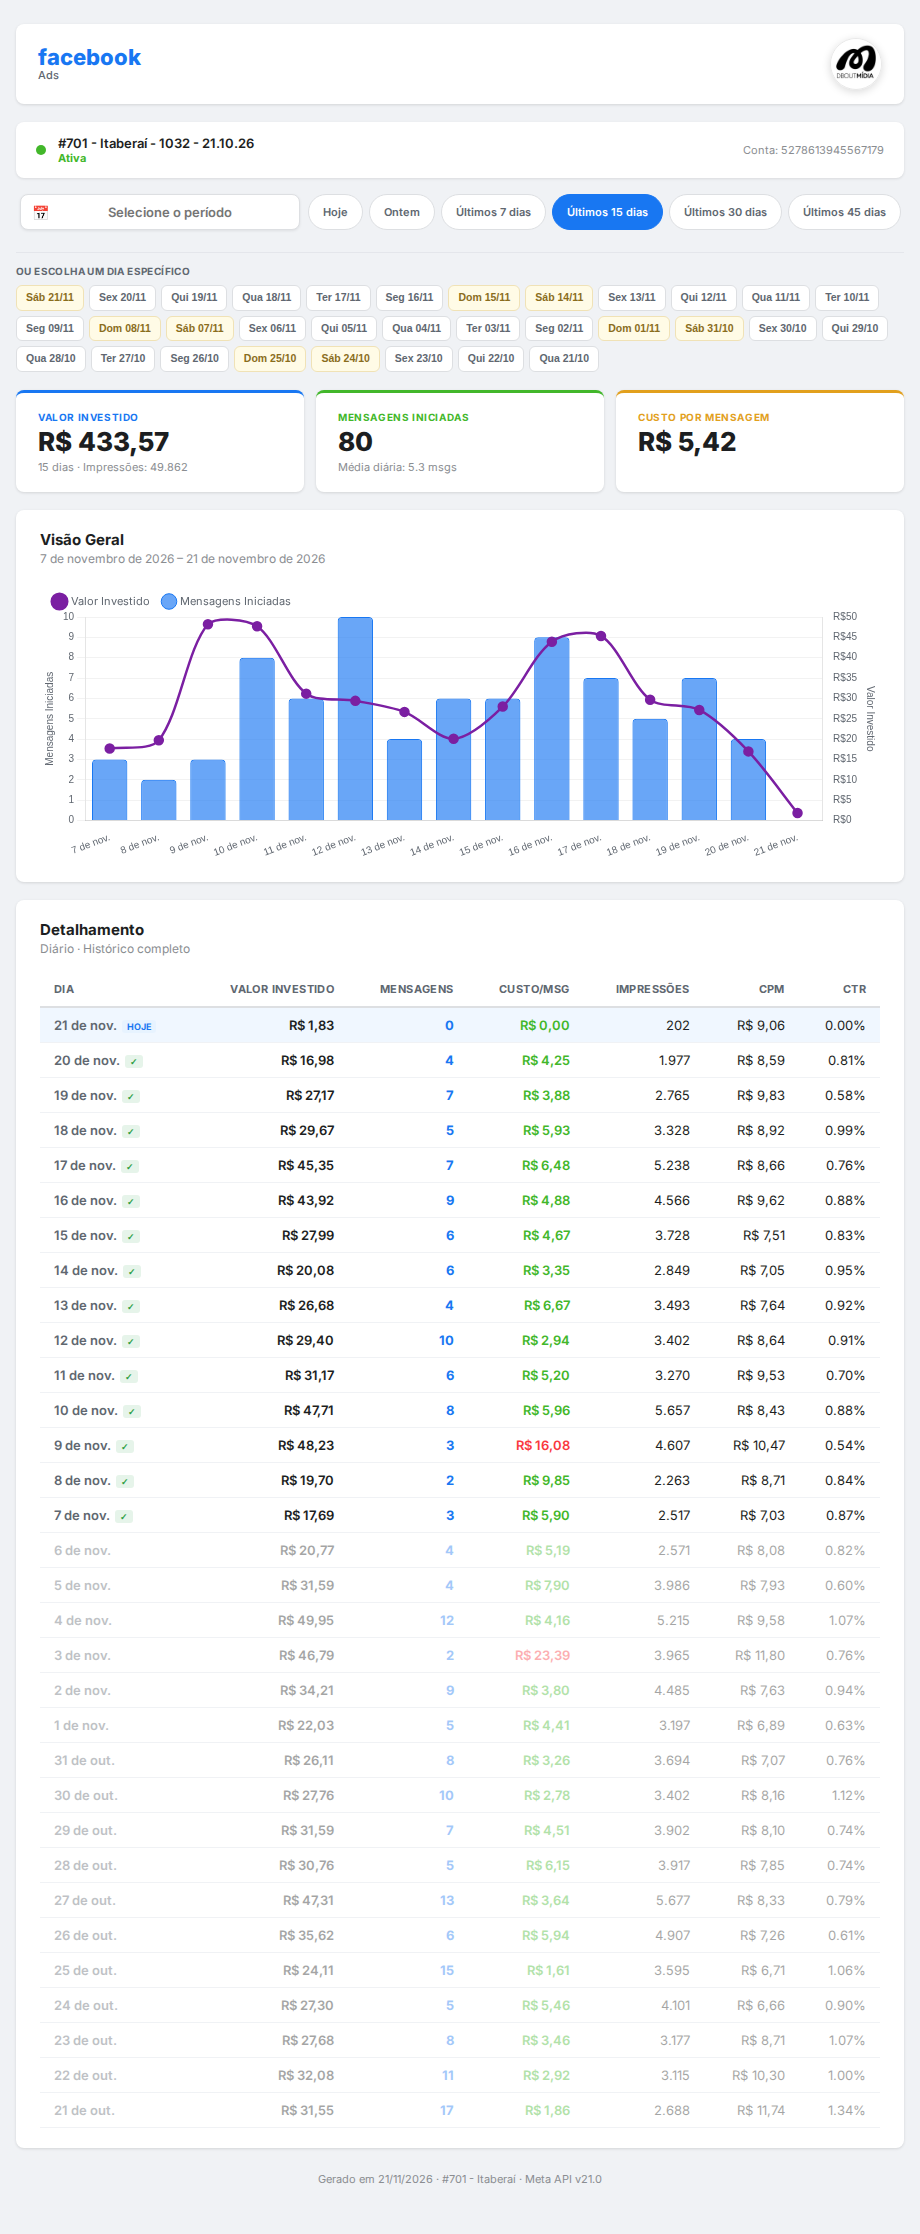 facebook
Ads
DBOUTMÍDIA
#701 - Itaberaí - 1032 - 21.10.26
Ativa
Conta: 5278613945567179
📅 Selecione o período Hoje Ontem Últimos 7 dias Últimos 15 dias Últimos 30 dias Últimos 45 dias
OU ESCOLHA UM DIA ESPECÍFICO
Sáb 21/11 Sex 20/11 Qui 19/11 Qua 18/11 Ter 17/11 Seg 16/11 Dom 15/11 Sáb 14/11 Sex 13/11 Qui 12/11 Qua 11/11 Ter 10/11
Seg 09/11 Dom 08/11 Sáb 07/11 Sex 06/11 Qui 05/11 Qua 04/11 Ter 03/11 Seg 02/11 Dom 01/11 Sáb 31/10 Sex 30/10 Qui 29/10
Qua 28/10 Ter 27/10 Seg 26/10 Dom 25/10 Sáb 24/10 Sex 23/10 Qui 22/10 Qua 21/10
VALOR INVESTIDO
R$ 433,57
15 dias · Impressões: 49.862
MENSAGENS INICIADAS
80
Média diária: 5.3 msgs
CUSTO POR MENSAGEM
R$ 5,42
Visão Geral
7 de novembro de 2026 – 21 de novembro de 2026
Valor Investido Mensagens Iniciadas
Mensagens Iniciadas
10
9
8
7
6
5
4
3
2
1
0
R$50
R$45
R$40
R$35
R$30
R$25
R$20
R$15
R$10
R$5
R$0
Valor Investido
7 de nov. 8 de nov. 9 de nov. 10 de nov. 11 de nov. 12 de nov. 13 de nov. 14 de nov. 15 de nov. 16 de nov. 17 de nov. 18 de nov. 19 de nov. 20 de nov. 21 de nov.
Detalhamento
Diário · Histórico completo
DIA VALOR INVESTIDO MENSAGENS CUSTO/MSG IMPRESSÕES CPM CTR
21 de nov. HOJE R$ 1,83 0 R$ 0,00 202 R$ 9,06 0.00%
20 de nov. ✓ R$ 16,98 4 R$ 4,25 1.977 R$ 8,59 0.81%
19 de nov. ✓ R$ 27,17 7 R$ 3,88 2.765 R$ 9,83 0.58%
18 de nov. ✓ R$ 29,67 5 R$ 5,93 3.328 R$ 8,92 0.99%
17 de nov. ✓ R$ 45,35 7 R$ 6,48 5.238 R$ 8,66 0.76%
16 de nov. ✓ R$ 43,92 9 R$ 4,88 4.566 R$ 9,62 0.88%
15 de nov. ✓ R$ 27,99 6 R$ 4,67 3.728 R$ 7,51 0.83%
14 de nov. ✓ R$ 20,08 6 R$ 3,35 2.849 R$ 7,05 0.95%
13 de nov. ✓ R$ 26,68 4 R$ 6,67 3.493 R$ 7,64 0.92%
12 de nov. ✓ R$ 29,40 10 R$ 2,94 3.402 R$ 8,64 0.91%
11 de nov. ✓ R$ 31,17 6 R$ 5,20 3.270 R$ 9,53 0.70%
10 de nov. ✓ R$ 47,71 8 R$ 5,96 5.657 R$ 8,43 0.88%
9 de nov. ✓ R$ 48,23 3 R$ 16,08 4.607 R$ 10,47 0.54%
8 de nov. ✓ R$ 19,70 2 R$ 9,85 2.263 R$ 8,71 0.84%
7 de nov. ✓ R$ 17,69 3 R$ 5,90 2.517 R$ 7,03 0.87%
6 de nov. R$ 20,77 4 R$ 5,19 2.571 R$ 8,08 0.82%
5 de nov. R$ 31,59 4 R$ 7,90 3.986 R$ 7,93 0.60%
4 de nov. R$ 49,95 12 R$ 4,16 5.215 R$ 9,58 1.07%
3 de nov. R$ 46,79 2 R$ 23,39 3.965 R$ 11,80 0.76%
2 de nov. R$ 34,21 9 R$ 3,80 4.485 R$ 7,63 0.94%
1 de nov. R$ 22,03 5 R$ 4,41 3.197 R$ 6,89 0.63%
31 de out. R$ 26,11 8 R$ 3,26 3.694 R$ 7,07 0.76%
30 de out. R$ 27,76 10 R$ 2,78 3.402 R$ 8,16 1.12%
29 de out. R$ 31,59 7 R$ 4,51 3.902 R$ 8,10 0.74%
28 de out. R$ 30,76 5 R$ 6,15 3.917 R$ 7,85 0.74%
27 de out. R$ 47,31 13 R$ 3,64 5.677 R$ 8,33 0.79%
26 de out. R$ 35,62 6 R$ 5,94 4.907 R$ 7,26 0.61%
25 de out. R$ 24,11 15 R$ 1,61 3.595 R$ 6,71 1.06%
24 de out. R$ 27,30 5 R$ 5,46 4.101 R$ 6,66 0.90%
23 de out. R$ 27,68 8 R$ 3,46 3.177 R$ 8,71 1.07%
22 de out. R$ 32,08 11 R$ 2,92 3.115 R$ 10,30 1.00%
21 de out. R$ 31,55 17 R$ 1,86 2.688 R$ 11,74 1.34%
Gerado em 21/11/2026 · #701 - Itaberaí · Meta API v21.0